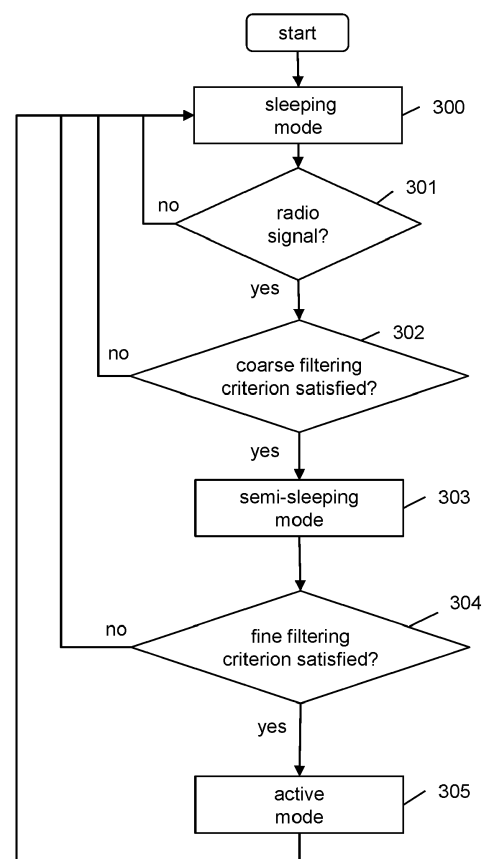 start
sleeping
mode
300
301
no
radio
signal?
yes
302
no
coarse filtering
criterion satisfied?
yes
semi-sleeping
mode
303
304
no
fine filtering
criterion satisfied?
yes
active
mode
305